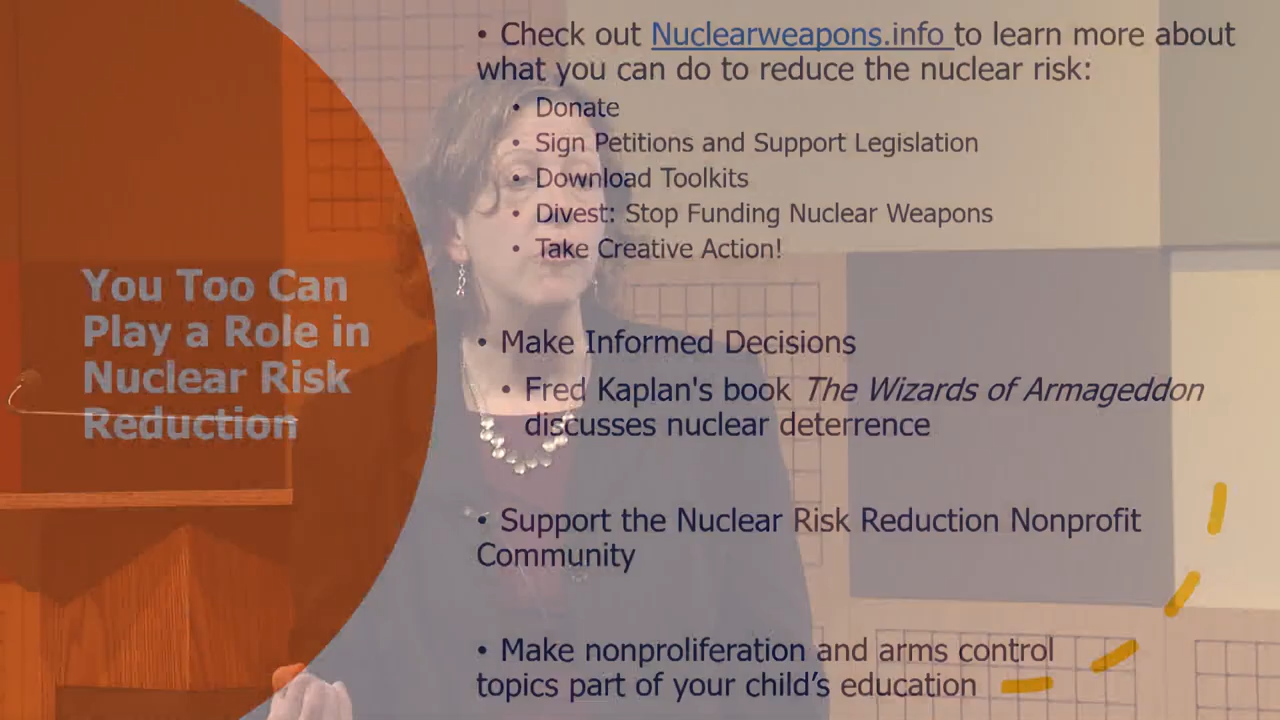 You Too Can
Play a Role in
Nuclear Risk
Reduction
• Check out Nuclearweapons.info to learn more about
what you can do to reduce the nuclear risk:
• Donate
• Sign Petitions and Support Legislation
• Download Toolkits
• Divest: Stop Funding Nuclear Weapons
• Take Creative Action!
• Make Informed Decisions
• Fred Kaplan's book The Wizards of Armageddon
discusses nuclear deterrence
• Support the Nuclear Risk Reduction Nonprofit
Community
• Make nonproliferation and arms control
topics part of your child’s education